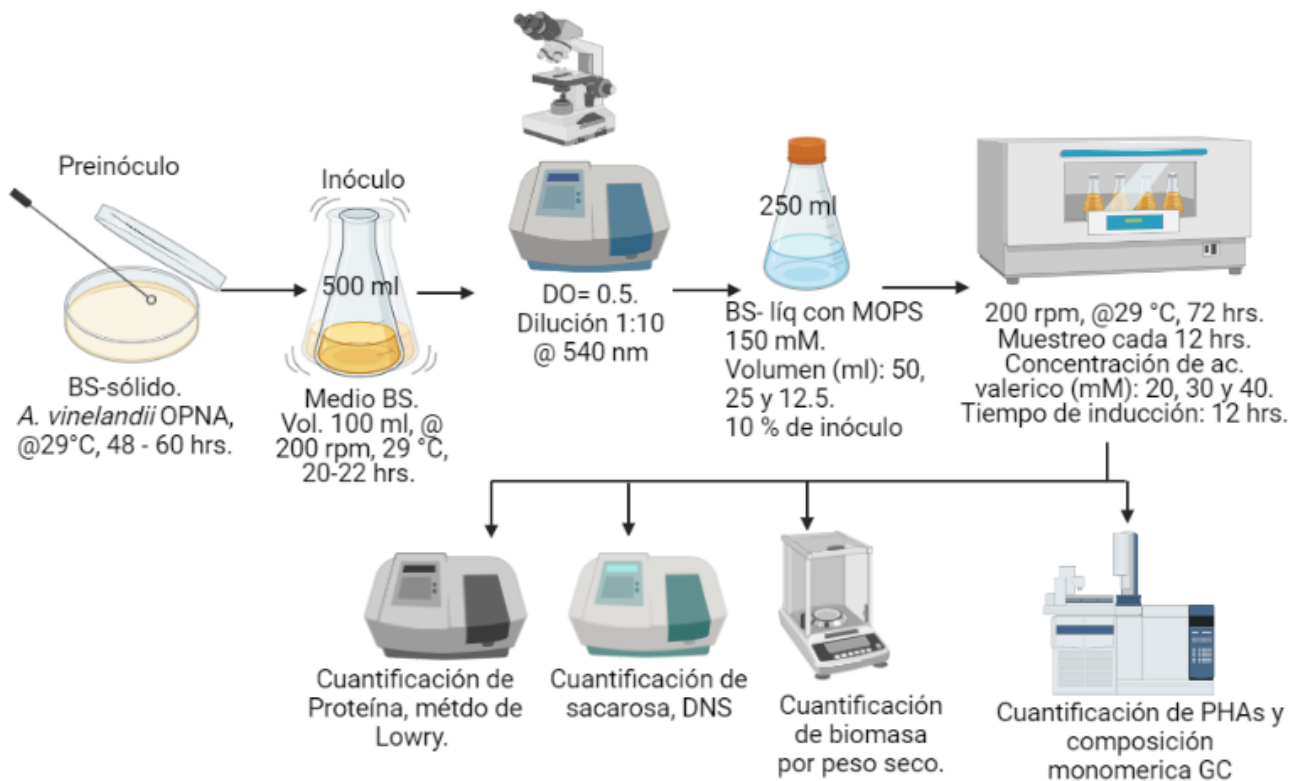 Preinóculo
BS-sólido.
A. vinelandii OPNA,
@29°C, 48 - 60 hrs.
Inóculo
500 ml
Medio BS.
Vol. 100 ml, @
200 rpm, 29 °C,
20-22 hrs.
DO= 0.5.
Dilución 1:10
@ 540 nm
250 ml
BS- líq con MOPS
150 mM.
Volumen (ml): 50,
25 y 12.5.
10 % de inóculo
200 rpm, @29 °C, 72 hrs.
Muestreo cada 12 hrs.
Concentración de ac.
valerico (mM): 20, 30 y 40.
Tiempo de inducción: 12 hrs.
Cuantificación de
Proteína, métdo de
Lowry.
Cuantificación de
sacarosa, DNS
Cuantificación
de biomasa
por peso seco.
Cuantificación de PHAs y
composición
monomerica GC